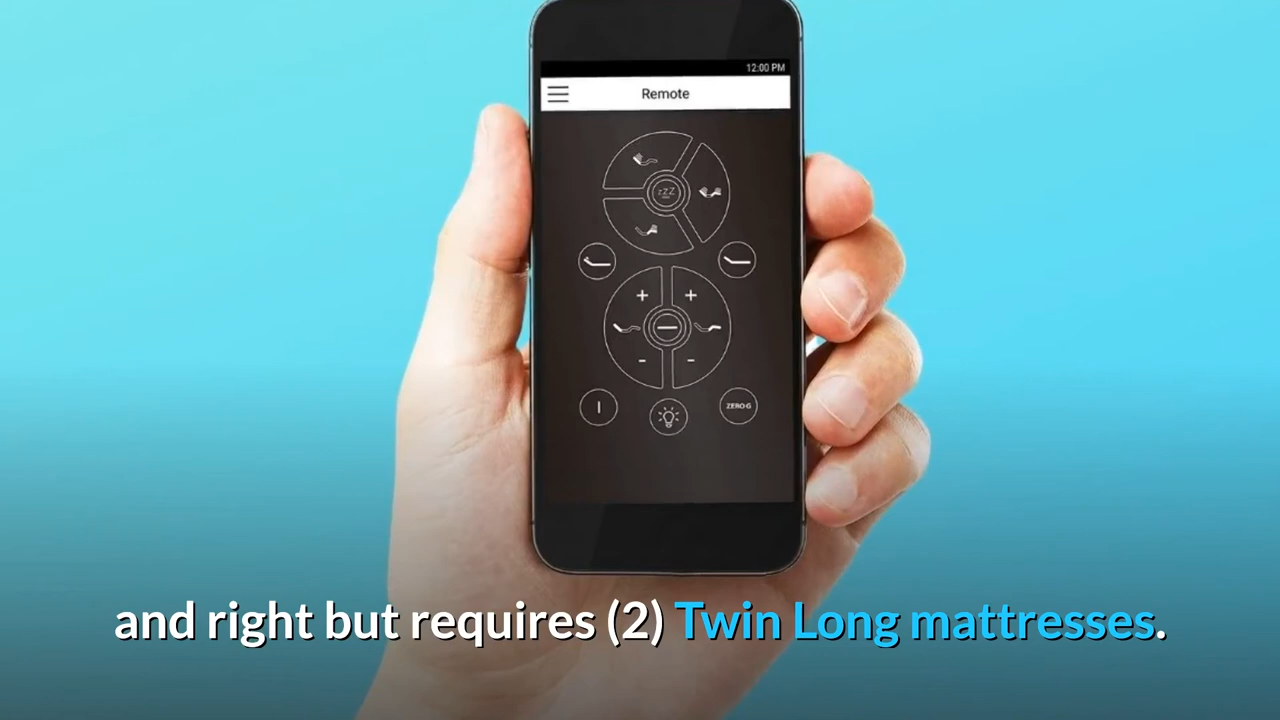 12:00 PM
Remote
zZZ
+ +
- -
ZERO G
and right but requires (2) Twin Long mattresses.